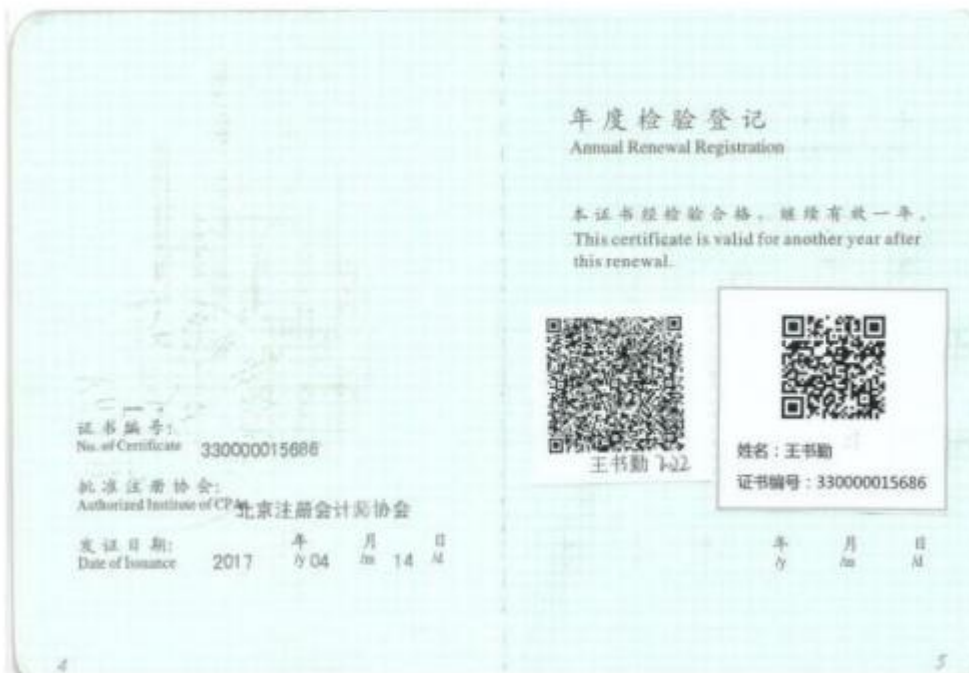 证书编号:
No. of Certificate 330000015686
批准注册协会:
Authorized Institute of CPAs 北京注册会计师协会
发证日期: 年 月 日
Date of Issuance 2017 /y 04 /m 14 /d
4
年度检验登记
Annual Renewal Registration
本证书经检验合格,继续有效一年。
This certificate is valid for another year after
this renewal.
王书勤
姓名:王书勤
证书编号:330000015686
年 月 日
/y /m /d
5